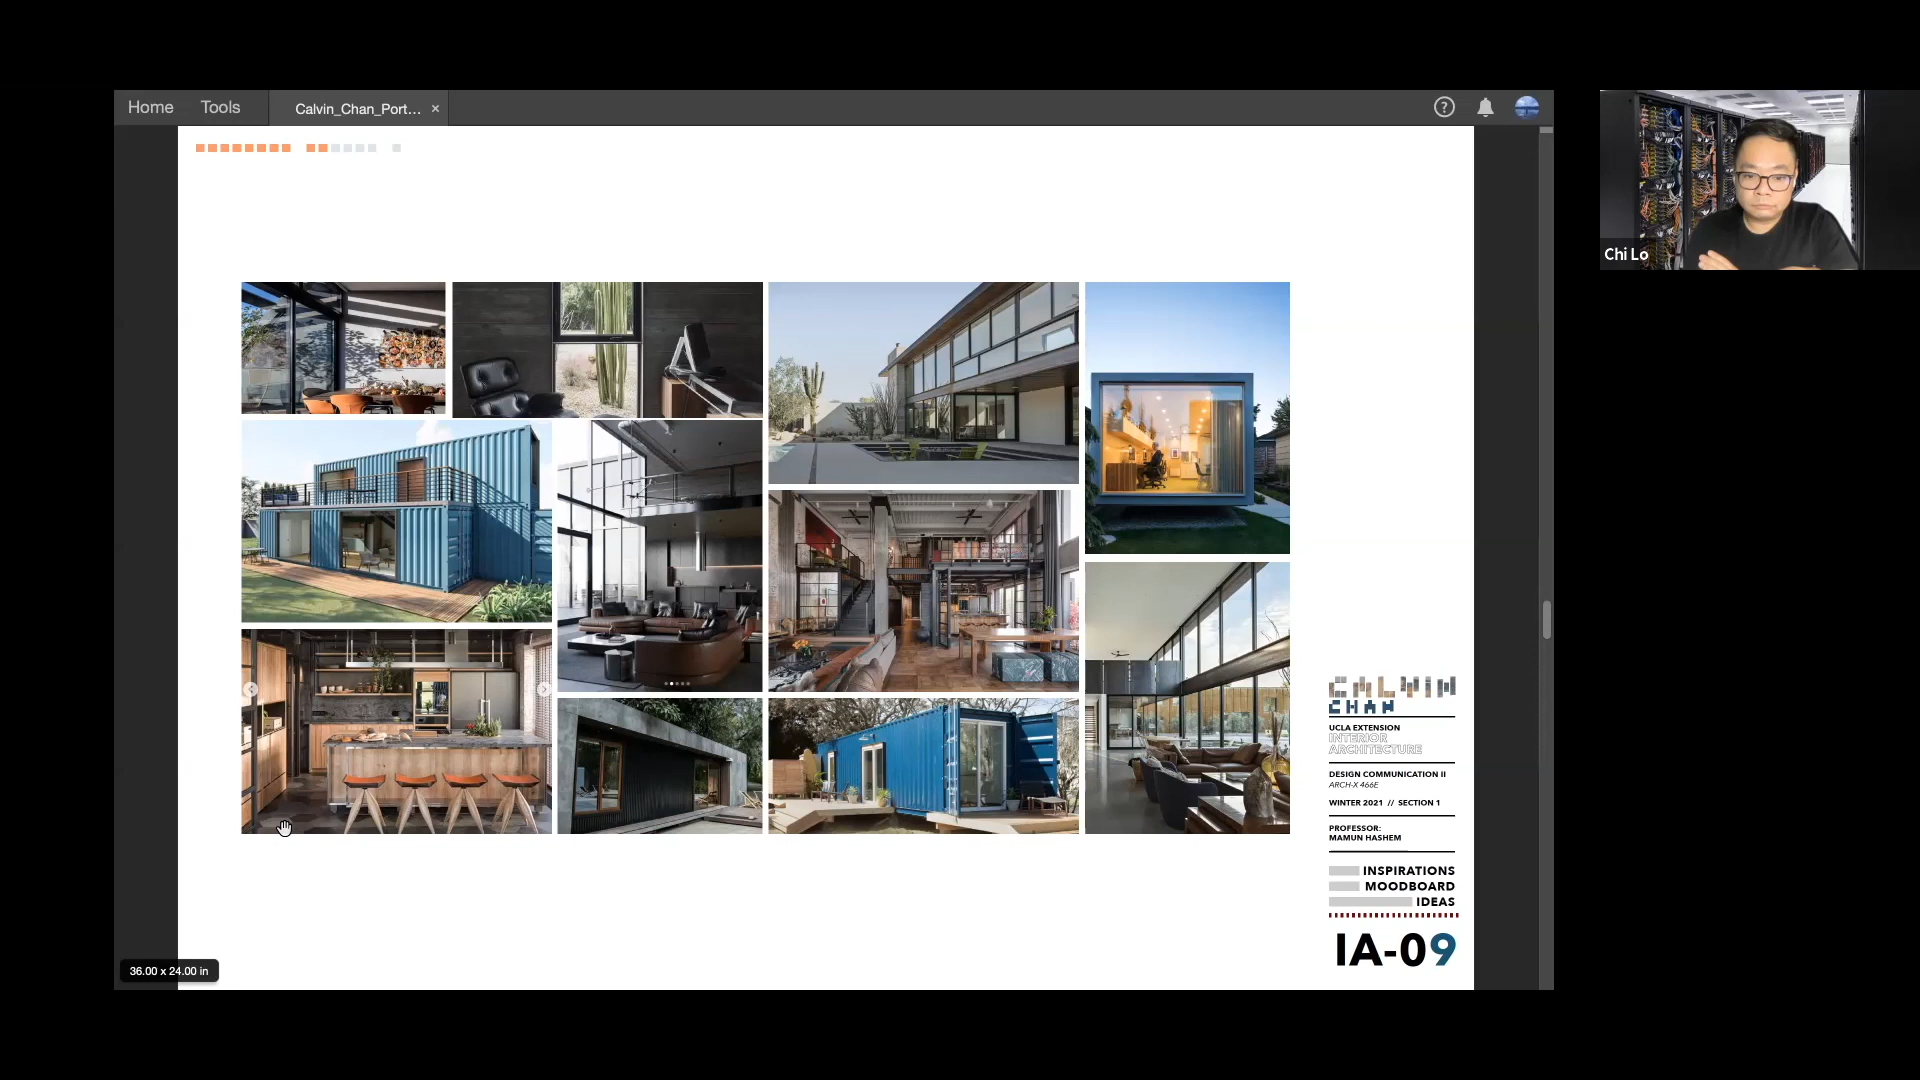 Home
Tools
Calvin_Chan_Port... ×
?
Chi Lo
CALVIN
CHAN
UCLA EXTENSION
INTERIOR
ARCHITECTURE
DESIGN COMMUNICATION II
ARCH-X 466E
WINTER 2021 // SECTION 1
PROFESSOR:
MAMUN HASHEM
INSPIRATIONS
MOODBOARD
IDEAS
IA-09
36.00 x 24.00 in